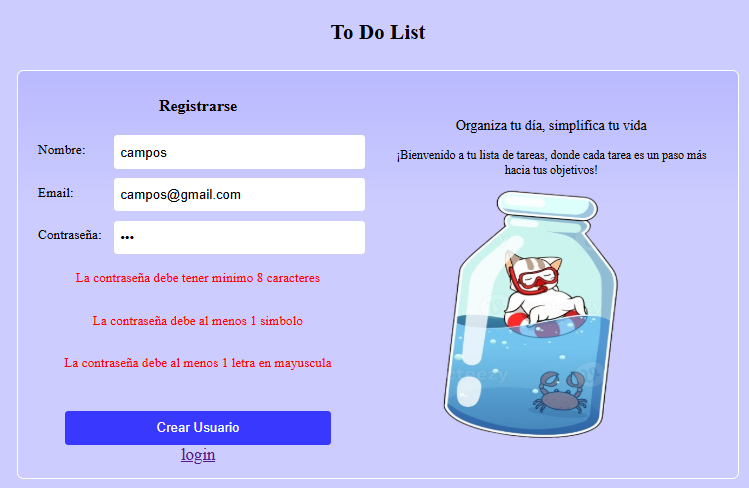 To Do List
Registrarse
Nombre:
campos
Email:
campos@gmail.com
Contraseña:
•••
La contraseña debe tener minimo 8 caracteres
La contraseña debe al menos 1 simbolo
La contraseña debe al menos 1 letra en mayuscula
Crear Usuario
login
Organiza tu día, simplifica tu vida
¡Bienvenido a tu lista de tareas, donde cada tarea es un paso más
hacia tus objetivos!